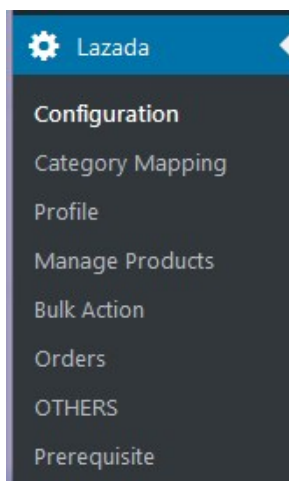 Lazada
Configuration
Category Mapping
Profile
Manage Products
Bulk Action
Orders
OTHERS
Prerequisite